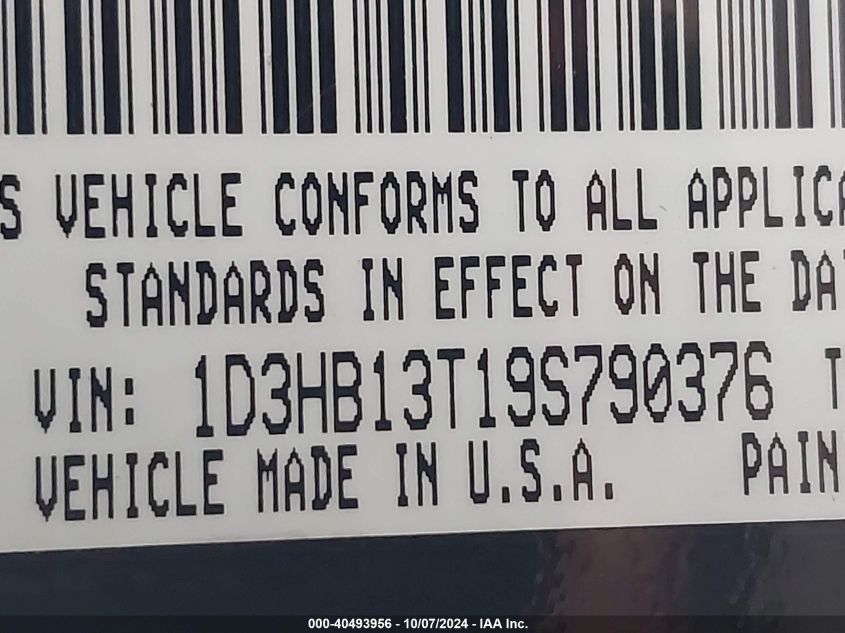 S VEHICLE CONFORMS TO ALL APPLICA
STANDARDS IN EFFECT ON THE DAT
VIN: 1D3HB13T19S790376 T
VEHICLE MADE IN U.S.A. PAIN
000-40493956 - 10/07/2024 - IAA Inc.